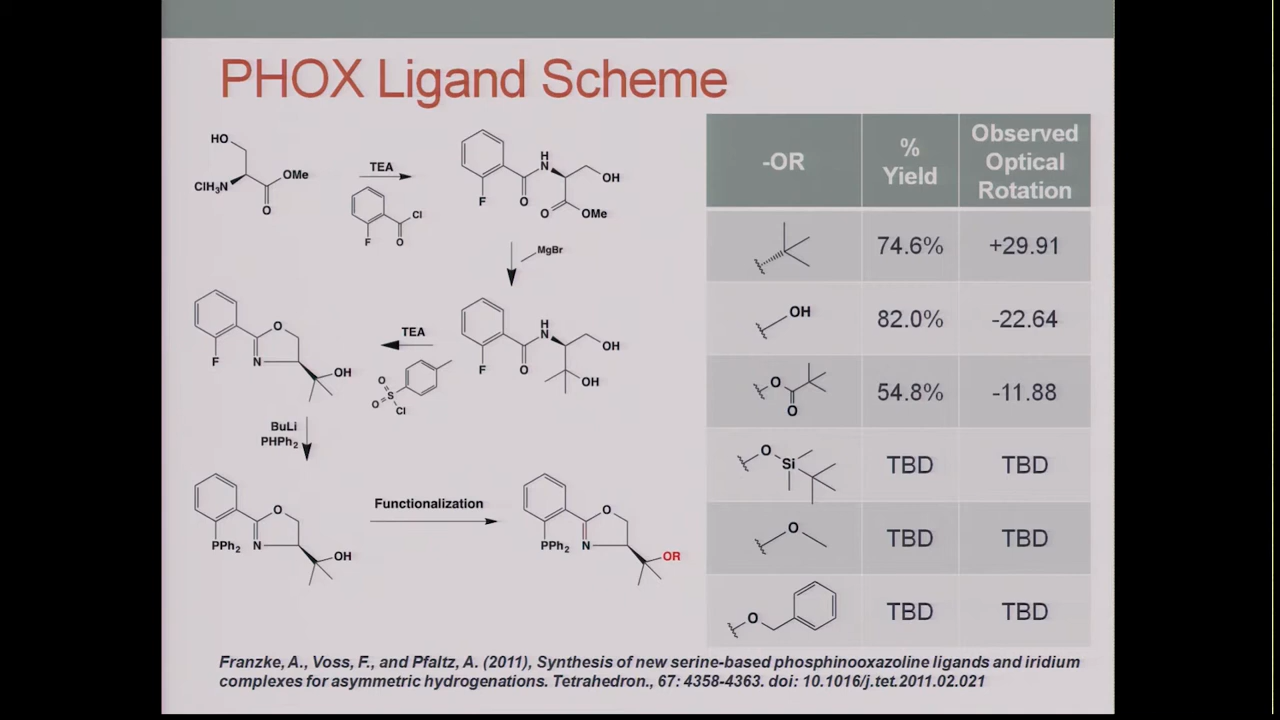 PHOX Ligand Scheme
HO
ClH3N
OMe
O
TEA
F
O
Cl
H
N
OH
F
O
O
OMe
MgBr
H
N
OH
F
O
OH
TEA
O
S
O
Cl
O
N
F
OH
BuLi
PHPh2
O
PPh2
N
OH
Functionalization
O
PPh2
N
OR
-OR
%
Yield
Observed
Optical
Rotation
74.6%
+29.91
OH
82.0%
-22.64
O
O
54.8%
-11.88
O
Si
TBD
TBD
O
TBD
TBD
O
TBD
TBD
Franzke, A., Voss, F., and Pfaltz, A. (2011), Synthesis of new serine-based phosphinooxazoline ligands and iridium
complexes for asymmetric hydrogenations. Tetrahedron., 67: 4358-4363. doi: 10.1016/j.tet.2011.02.021